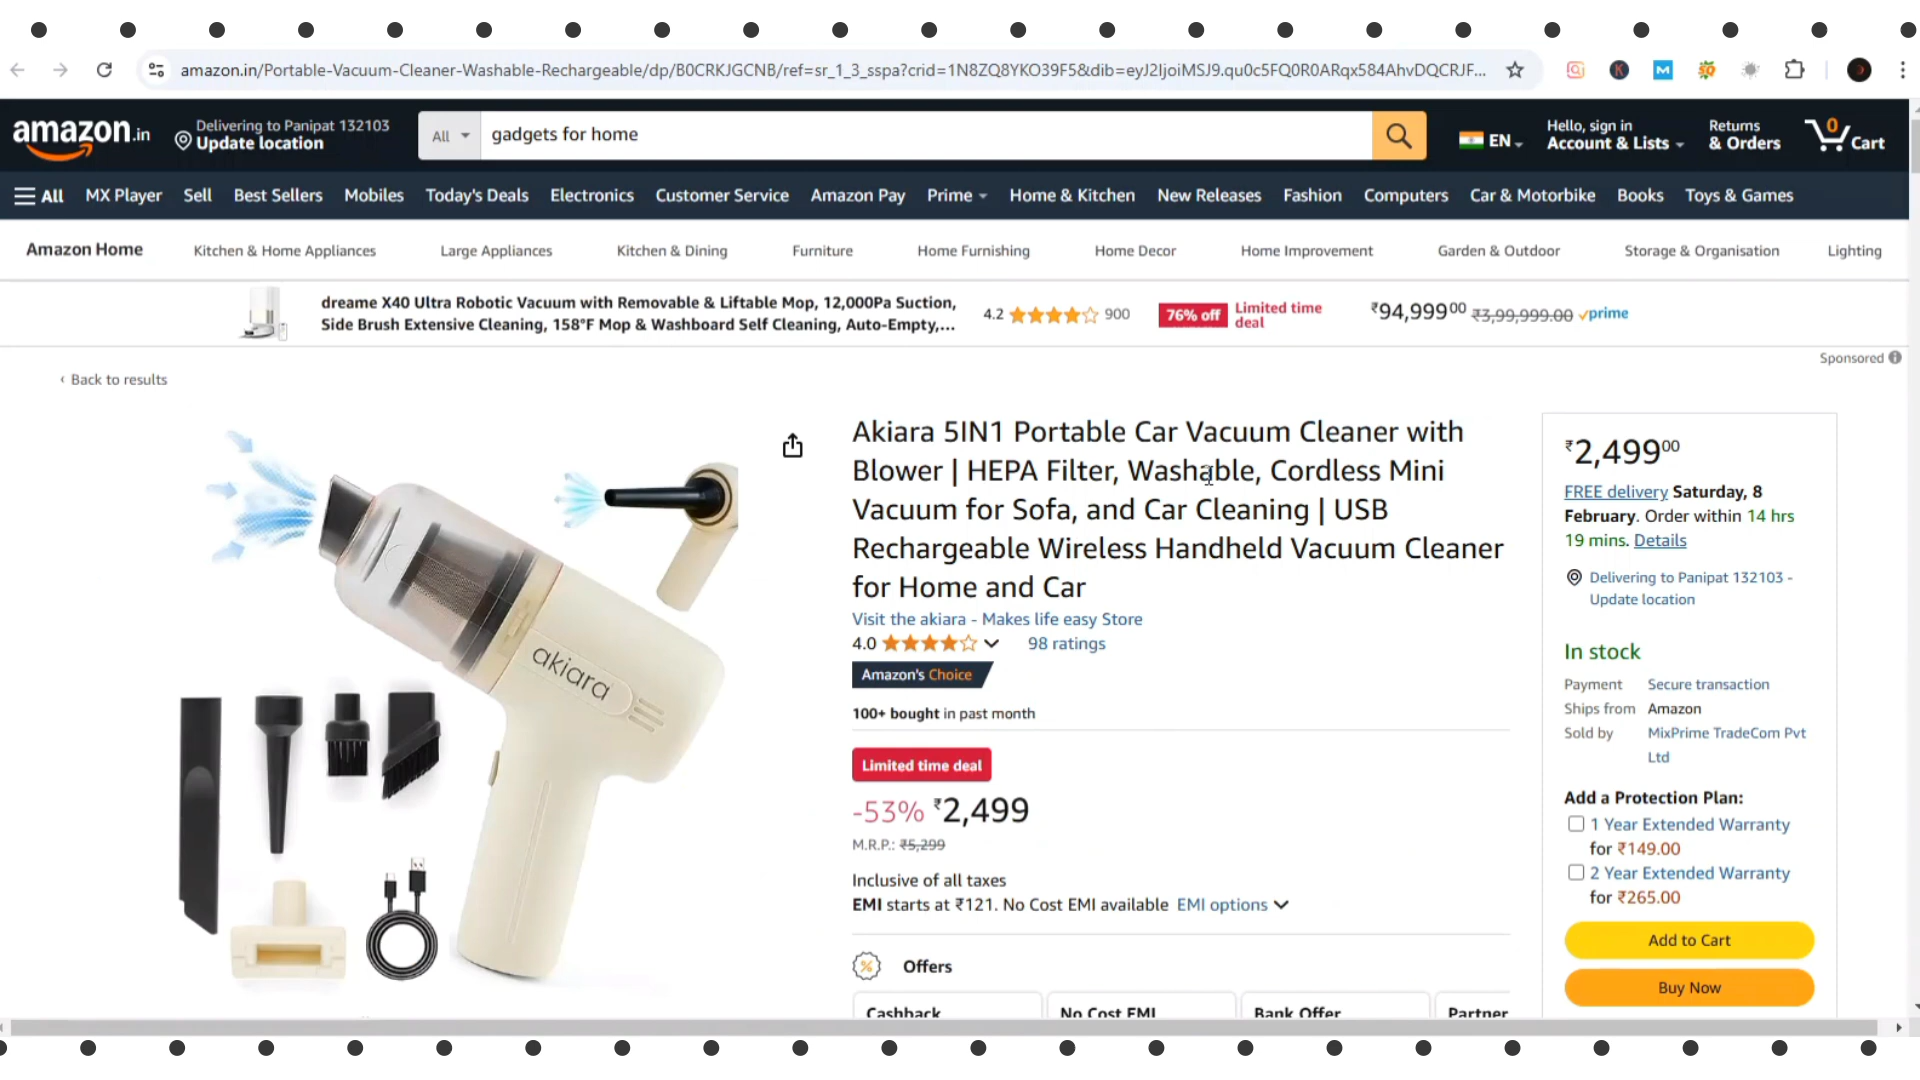 amazon.in/Portable-Vacuum-Cleaner-Washable-Rechargeable/dp/B0CRKJGCNB/ref=sr_1_3_sspa?crid=1N8ZQ8YKO39F5&dib=eyJ2IjoiMSJ9.qu0c5FQ0R0ARqx584AhvDQCRJF...
amazon.in
Delivering to Panipat 132103
Update location
All
gadgets for home
EN
Hello, sign in
Account & Lists
Returns
& Orders
0
Cart
All MX Player Sell Best Sellers Mobiles Today's Deals Electronics Customer Service Amazon Pay Prime Home & Kitchen New Releases Fashion Computers Car & Motorbike Books Toys & Games
Amazon Home Kitchen & Home Appliances Large Appliances Kitchen & Dining Furniture Home Furnishing Home Decor Home Improvement Garden & Outdoor Storage & Organisation Lighting
dreame X40 Ultra Robotic Vacuum with Removable & Liftable Mop, 12,000Pa Suction,
Side Brush Extensive Cleaning, 158°F Mop & Washboard Self Cleaning, Auto-Empty,...
4.2 900
76% off
Limited time
deal
₹94,99900 ₹3,99,999.00 prime
Sponsored
‹ Back to results
akiara
Akiara 5IN1 Portable Car Vacuum Cleaner with
Blower | HEPA Filter, Washable, Cordless Mini
Vacuum for Sofa, and Car Cleaning | USB
Rechargeable Wireless Handheld Vacuum Cleaner
for Home and Car
Visit the akiara - Makes life easy Store
4.0 98 ratings
Amazon's Choice
100+ bought in past month
Limited time deal
-53% ₹2,499
M.R.P.: ₹5,299
Inclusive of all taxes
EMI starts at ₹121. No Cost EMI available EMI options
% Offers
Cashback No Cost EMI Bank Offer Partner
₹2,49900
FREE delivery Saturday, 8
February. Order within 14 hrs
19 mins. Details
Delivering to Panipat 132103 -
Update location
In stock
Payment Secure transaction
Ships from Amazon
Sold by MixPrime TradeCom Pvt
Ltd
Add a Protection Plan:
1 Year Extended Warranty
for ₹149.00
2 Year Extended Warranty
for ₹265.00
Add to Cart
Buy Now